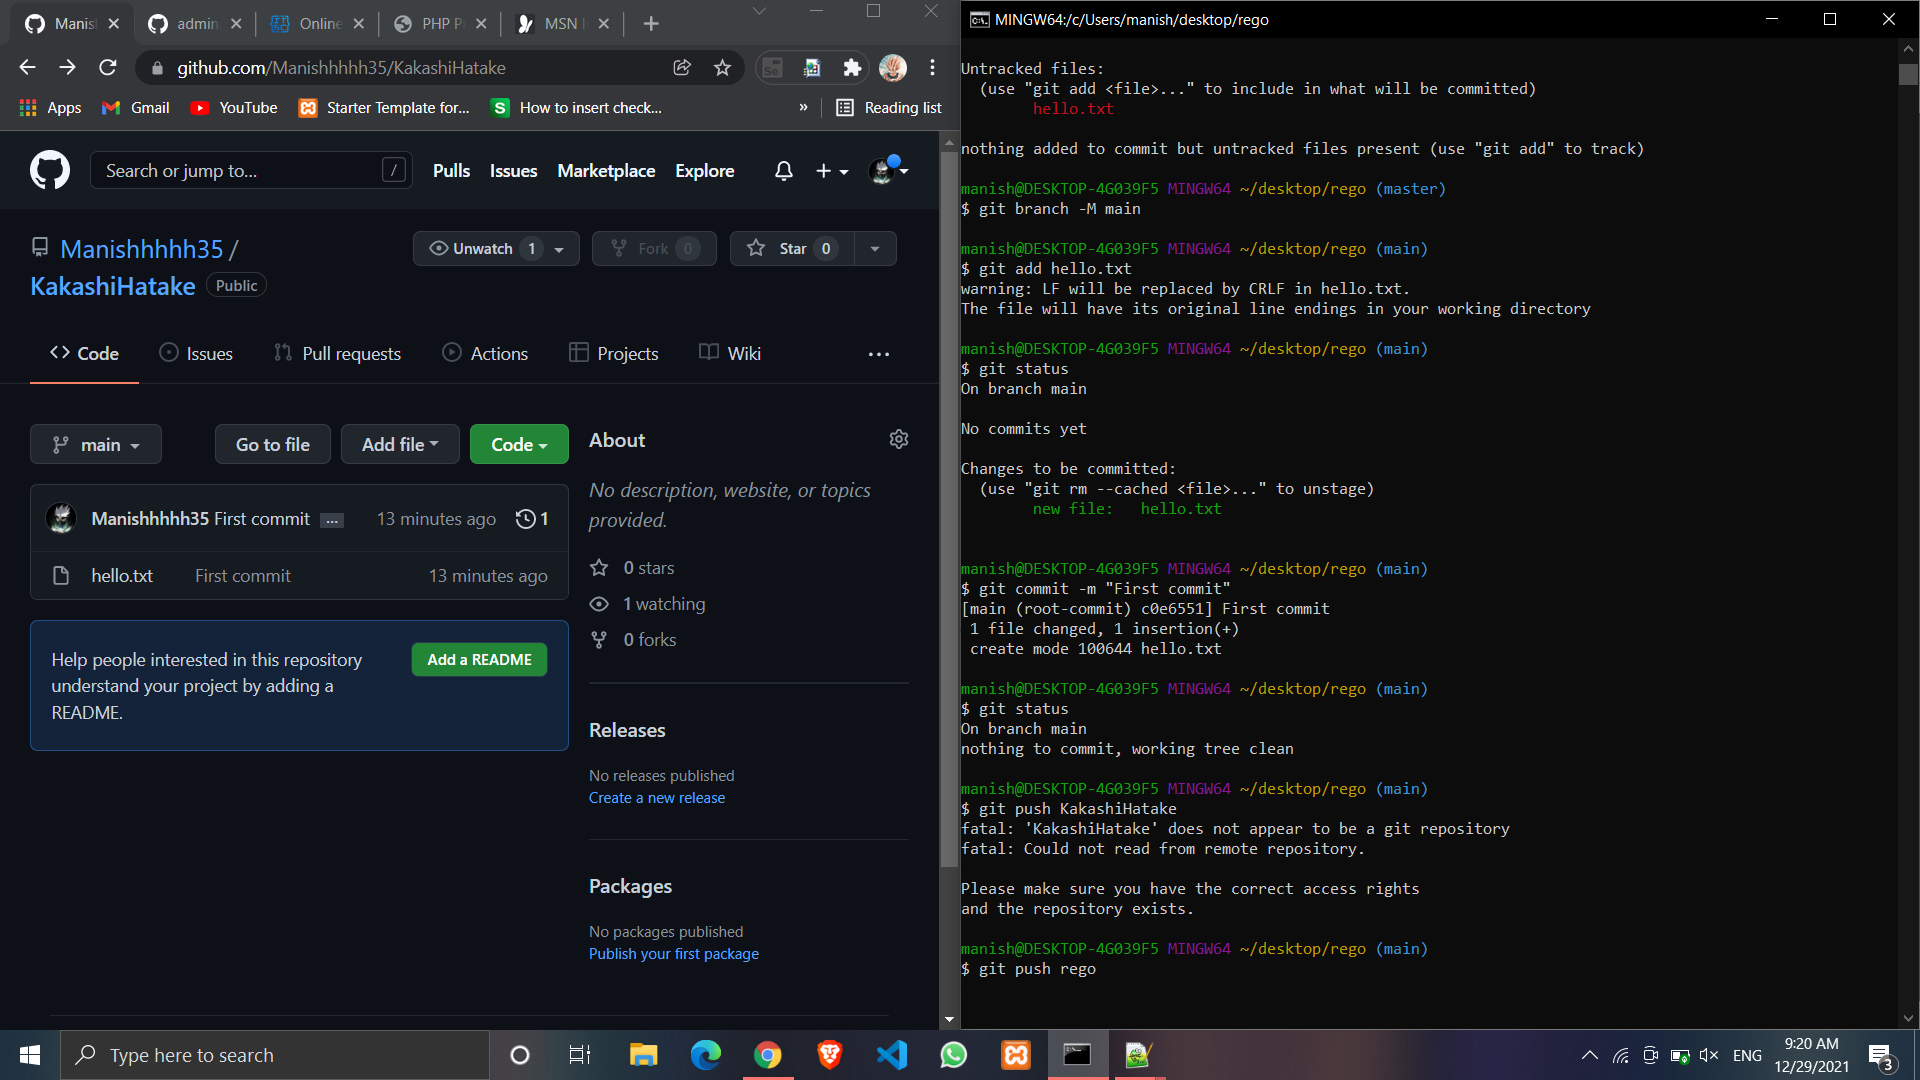 Manis
admin
Online
PHP P
MSN
github.com/Manishhhhh35/KakashiHatake
Apps
Gmail
YouTube
Starter Template for...
How to insert check...
»
Reading list
Search or jump to...
/
Pulls
Issues
Marketplace
Explore
Manishhhhh35 /
KakashiHatake
Public
Unwatch 1
Fork 0
Star 0
Code
Issues
Pull requests
Actions
Projects
Wiki
main
Go to file
Add file
Code
Manishhhhh35 First commit ...
13 minutes ago
1
hello.txt
First commit
13 minutes ago
Help people interested in this repository
understand your project by adding a
README.
Add a README
About
No description, website, or topics
provided.
0 stars
1 watching
0 forks
Releases
No releases published
Create a new release
Packages
No packages published
Publish your first package
MINGW64:/c/Users/manish/desktop/rego
Untracked files:
(use "git add <file>..." to include in what will be committed)
hello.txt
nothing added to commit but untracked files present (use "git add" to track)
manish@DESKTOP-4G039F5 MINGW64 ~/desktop/rego (master)
$ git branch -M main
manish@DESKTOP-4G039F5 MINGW64 ~/desktop/rego (main)
$ git add hello.txt
warning: LF will be replaced by CRLF in hello.txt.
The file will have its original line endings in your working directory
manish@DESKTOP-4G039F5 MINGW64 ~/desktop/rego (main)
$ git status
On branch main
No commits yet
Changes to be committed:
(use "git rm --cached <file>..." to unstage)
new file:   hello.txt
manish@DESKTOP-4G039F5 MINGW64 ~/desktop/rego (main)
$ git commit -m "First commit"
[main (root-commit) c0e6551] First commit
1 file changed, 1 insertion(+)
create mode 100644 hello.txt
manish@DESKTOP-4G039F5 MINGW64 ~/desktop/rego (main)
$ git status
On branch main
nothing to commit, working tree clean
manish@DESKTOP-4G039F5 MINGW64 ~/desktop/rego (main)
$ git push KakashiHatake
fatal: 'KakashiHatake' does not appear to be a git repository
fatal: Could not read from remote repository.
Please make sure you have the correct access rights
and the repository exists.
manish@DESKTOP-4G039F5 MINGW64 ~/desktop/rego (main)
$ git push rego
Type here to search
ENG
9:20 AM
12/29/2021
3